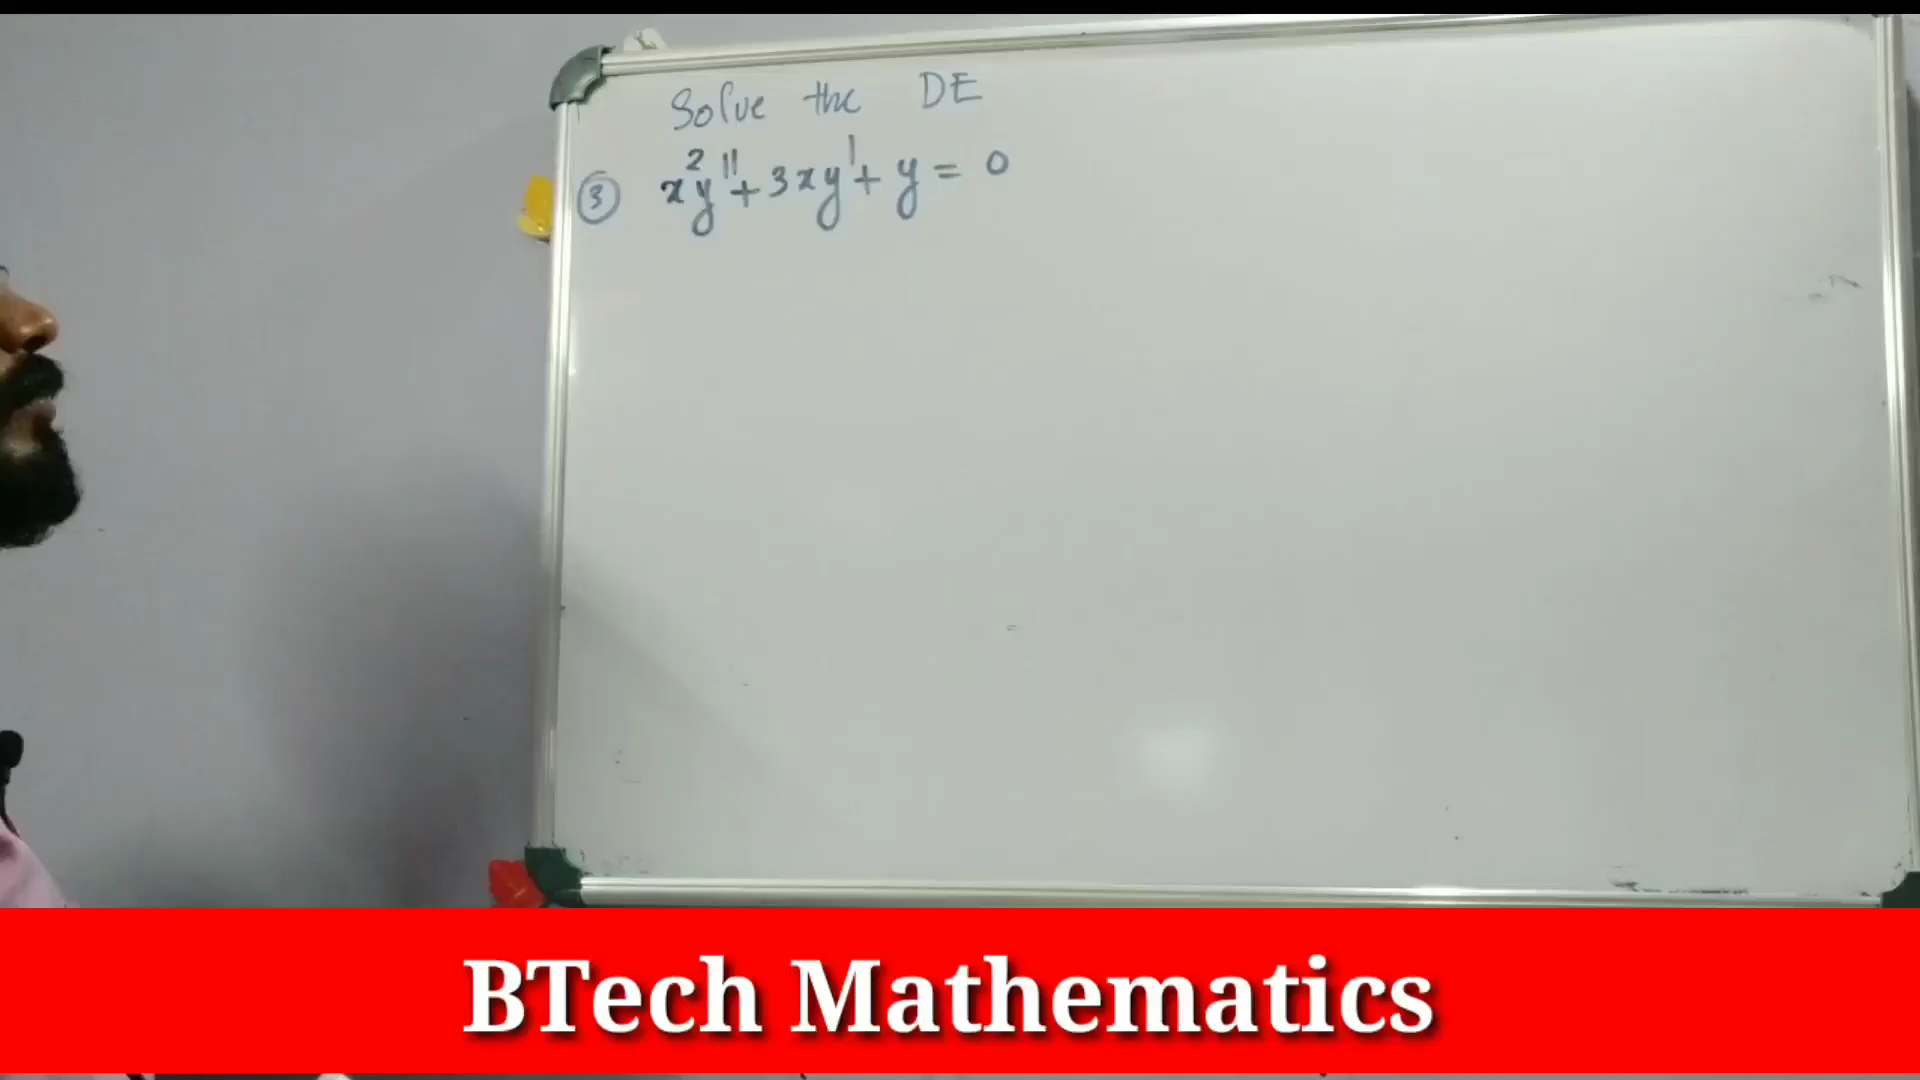 Solve the DE
③ x²y'' + 3xy' + y = 0
BTech Mathematics